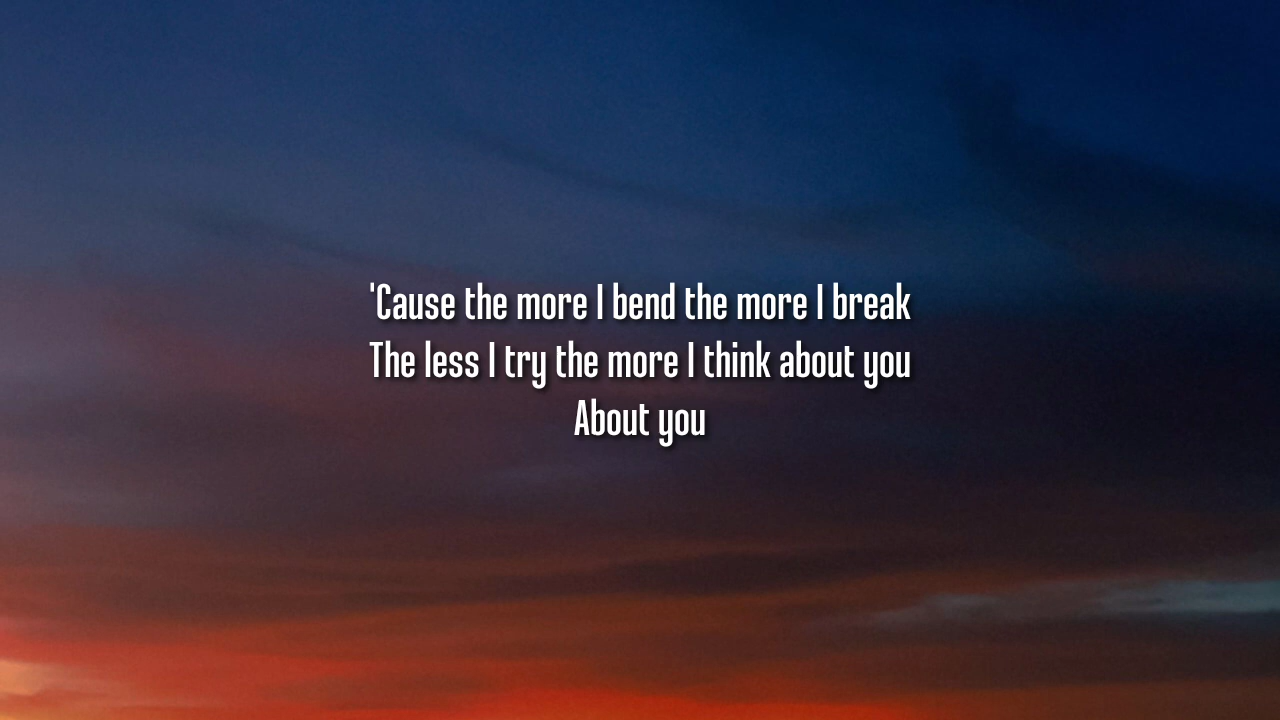 'Cause the more I bend the more I break
The less I try the more I think about you
About you